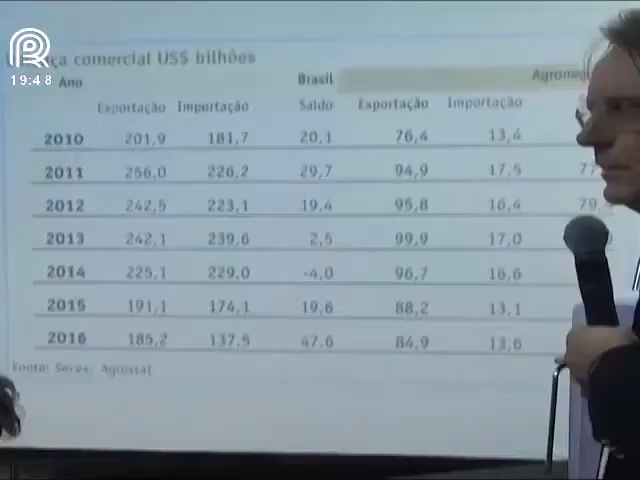 R
19:48
ça comercial US$ bilhões
Ano Brasil
Exportação Importação Saldo Exportação Importação
2010 201,9 181,7 20,1 76,4 13,4
2011 256,0 226,2 29,7 94,9 17,5 77
2012 242,5 223,1 19,4 95,8 16,4 79,
2013 242,1 239,6 2,5 99,9 17,0
2014 225,1 229,0 -4,0 96,7 16,6
2015 191,1 174,1 19,6 88,2 13,1
2016 185,2 137,5 47,6 84,9 13,6
Fonte: Secex; Agrostat